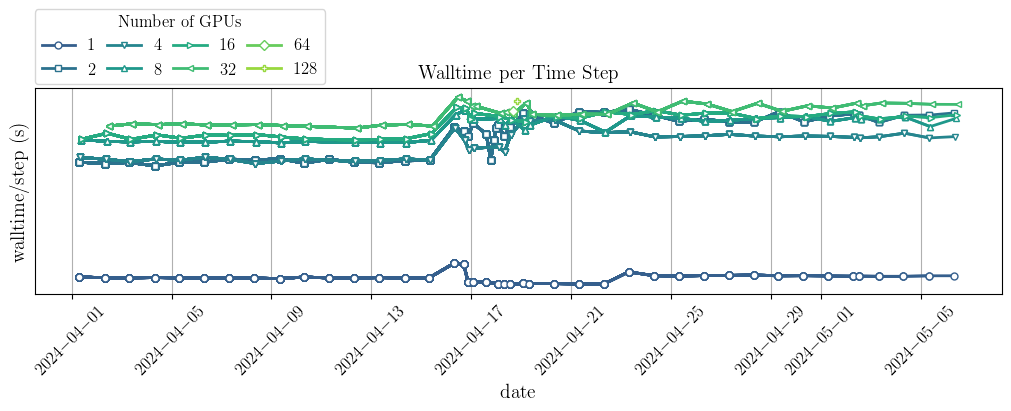 Number of GPUs
1 4 16 64
2 8 32 128
Walltime per Time Step
walltime/step (s)
2024−04−01 2024−04−05 2024−04−09 2024−04−13 2024−04−17 2024−04−21 2024−04−25 2024−04−29 2024−05−01 2024−05−05
date